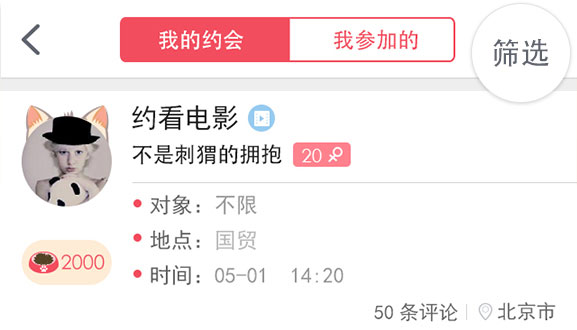 我的约会 我参加的 筛选
约看电影
不是刺猬的拥抱 20
对象：不限
地点：国贸
2000
时间：05-01 14:20
50 条评论 北京市